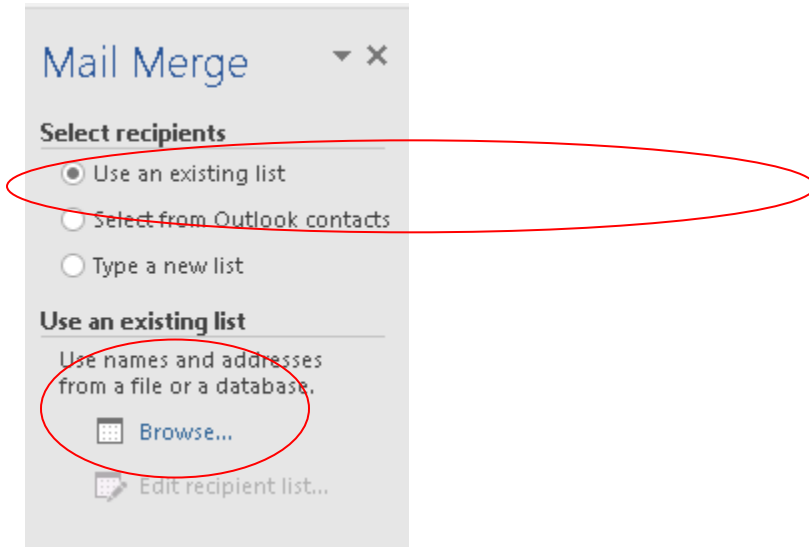 Mail Merge
Select recipients
Use an existing list
Select from Outlook contacts
Type a new list
Use an existing list
Use names and addresses
from a file or a database.
Browse...
Edit recipient list...